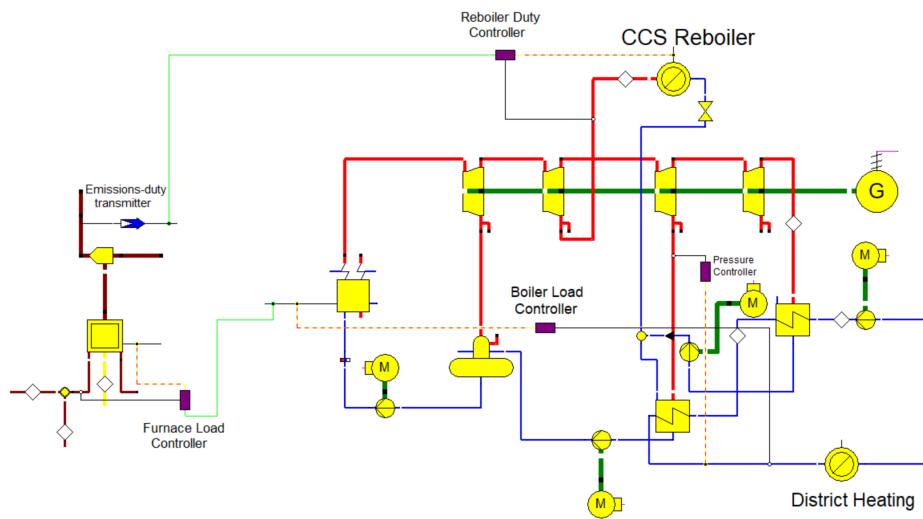 Reboiler Duty
Controller
CCS Reboiler
Emissions-duty
transmitter
G
M
Pressure
Controller
M
Boiler Load
Controller
M
Furnace Load
Controller
M
District Heating